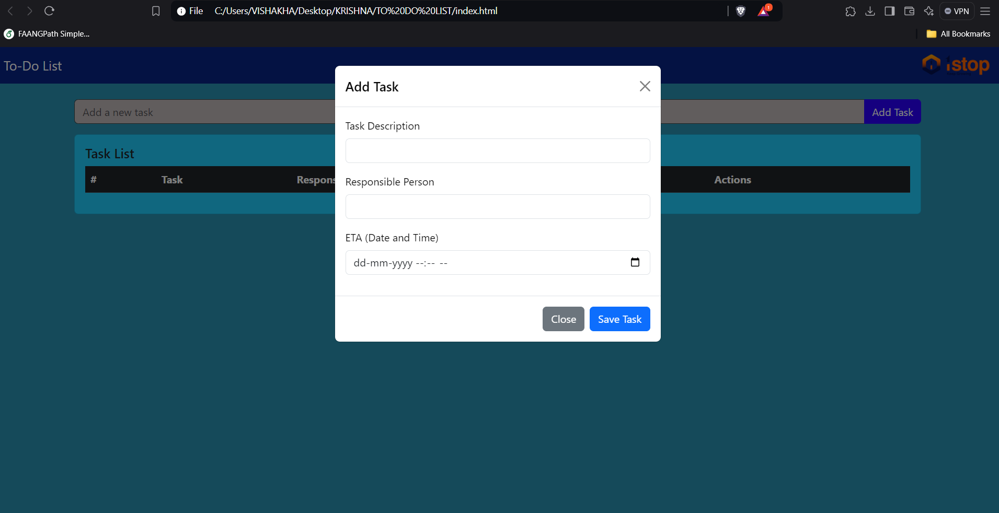 File C:/Users/VISHAKHA/Desktop/KRISHNA/TO%20DO%20LIST/index.html
1
VPN
FAANGPath Simple...
All Bookmarks
To-Do List
1stop
Add Task
Add a new task
Add Task
Task Description
Task List
# Task Respons Actions
Responsible Person
ETA (Date and Time)
dd-mm-yyyy --:-- --
Close Save Task